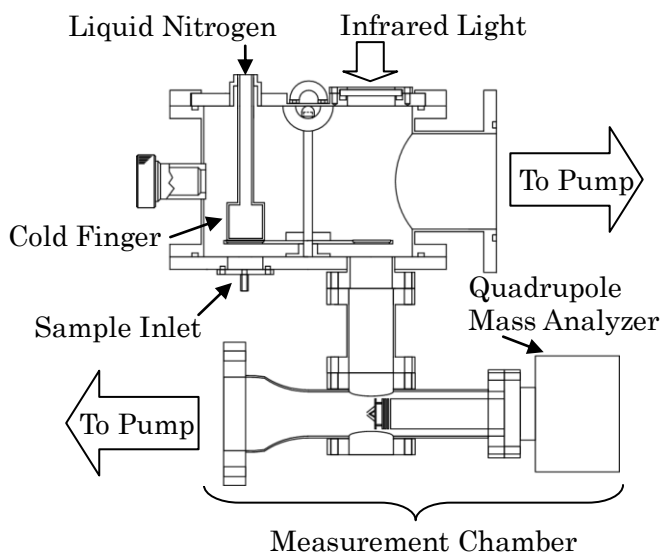 Liquid Nitrogen
Infrared Light
To Pump
Cold Finger
Sample Inlet
Quadrupole
Mass Analyzer
To Pump
Measurement Chamber